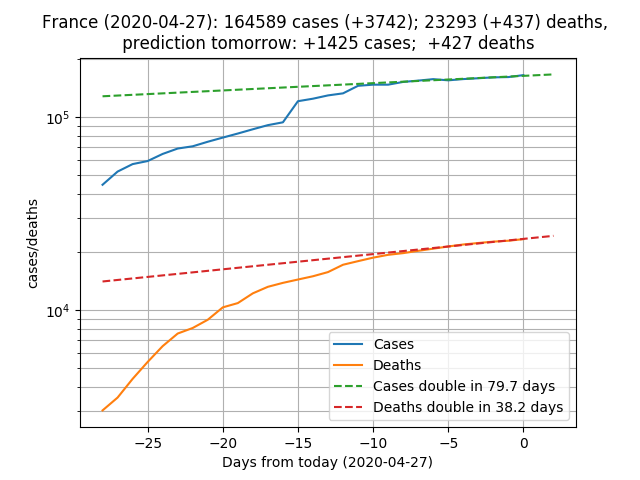 France (2020-04-27): 164589 cases (+3742); 23293 (+437) deaths,
prediction tomorrow: +1425 cases;  +427 deaths
cases/deaths
10^5
10^4
Cases
Deaths
Cases double in 79.7 days
Deaths double in 38.2 days
−25 −20 −15 −10 −5 0
Days from today (2020-04-27)